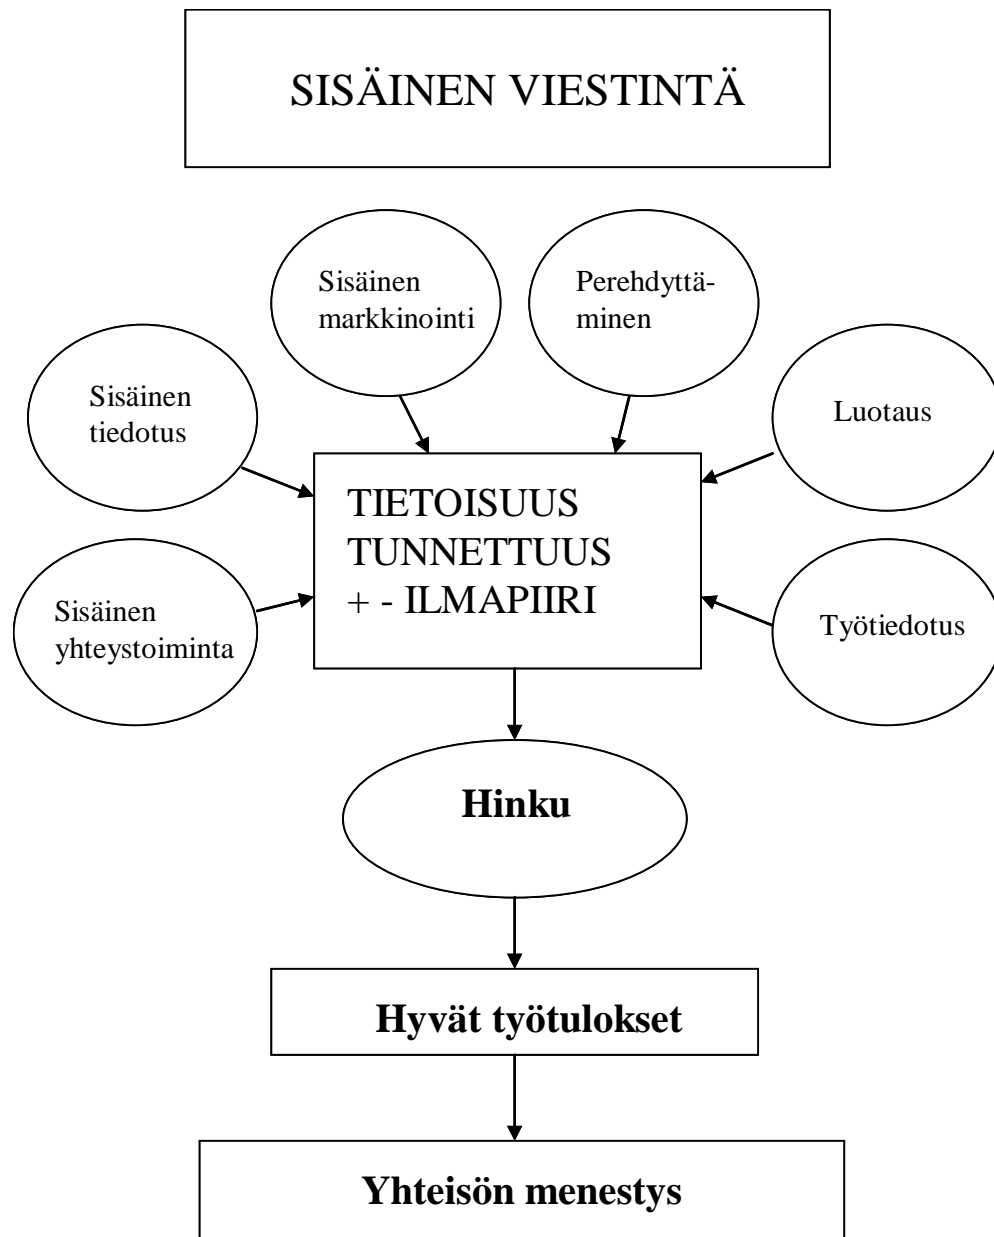 SISÄINEN VIESTINTÄ
Sisäinen
markkinointi
Perehdyttä-
minen
Sisäinen
tiedotus
Luotaus
TIETOISUUS
TUNNETTUUS
+ - ILMAPIIRI
Sisäinen
yhteystoiminta
Työtiedotus
Hinku
Hyvät työtulokset
Yhteisön menestys